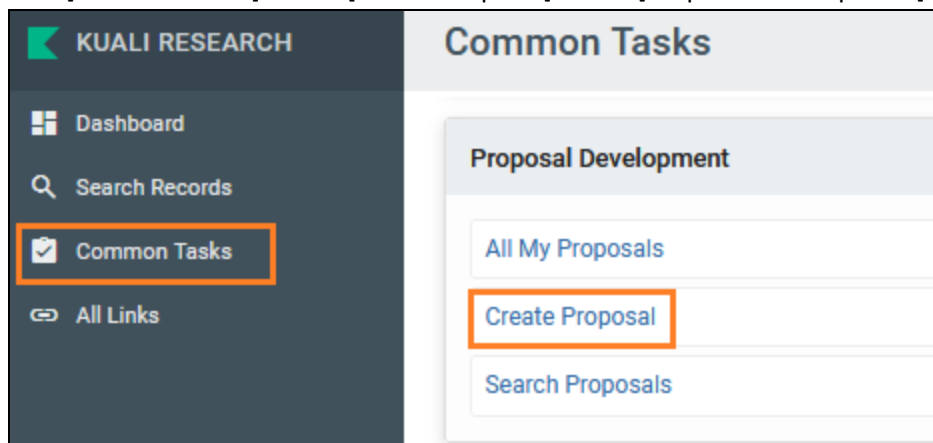 KUALI RESEARCH
Dashboard
Search Records
Common Tasks
All Links
Common Tasks
Proposal Development
All My Proposals
Create Proposal
Search Proposals